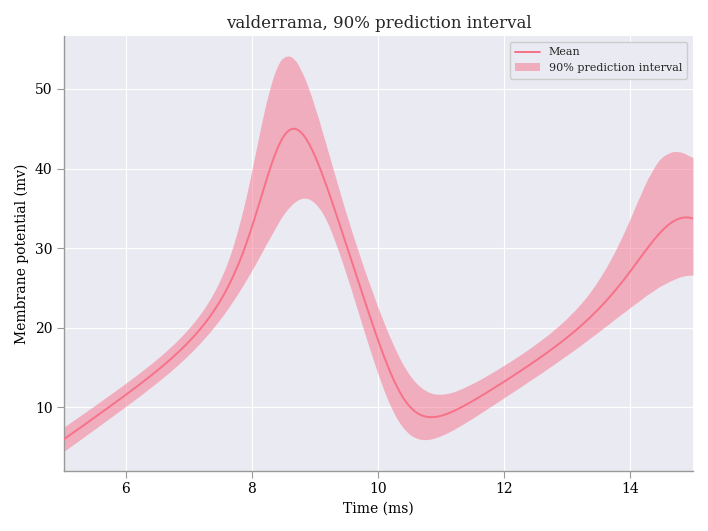 valderrama, 90% prediction interval
Mean
90% prediction interval
Membrane potential (mv)
50
40
30
20
10
6 8 10 12 14
Time (ms)